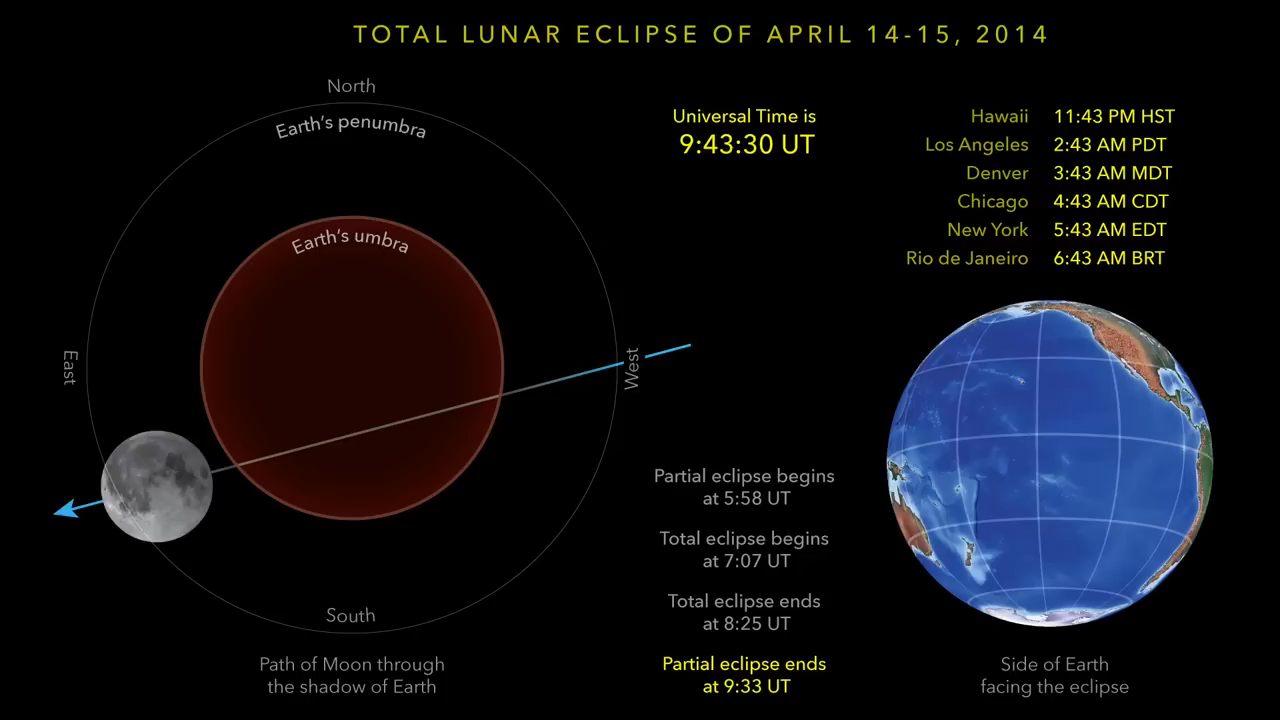 TOTAL LUNAR ECLIPSE OF APRIL 14-15, 2014
North
Earth's penumbra
Earth's umbra
East
West
South
Path of Moon through
the shadow of Earth
Universal Time is
9:43:30 UT
Partial eclipse begins
at 5:58 UT
Total eclipse begins
at 7:07 UT
Total eclipse ends
at 8:25 UT
Partial eclipse ends
at 9:33 UT
Hawaii 11:43 PM HST
Los Angeles 2:43 AM PDT
Denver 3:43 AM MDT
Chicago 4:43 AM CDT
New York 5:43 AM EDT
Rio de Janeiro 6:43 AM BRT
Side of Earth
facing the eclipse